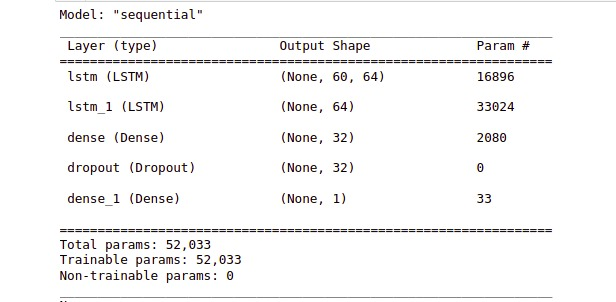 Model: "sequential"
Layer (type) Output Shape Param #
lstm (LSTM) (None, 60, 64) 16896
lstm_1 (LSTM) (None, 64) 33024
dense (Dense) (None, 32) 2080
dropout (Dropout) (None, 32) 0
dense_1 (Dense) (None, 1) 33
Total params: 52,033
Trainable params: 52,033
Non-trainable params: 0